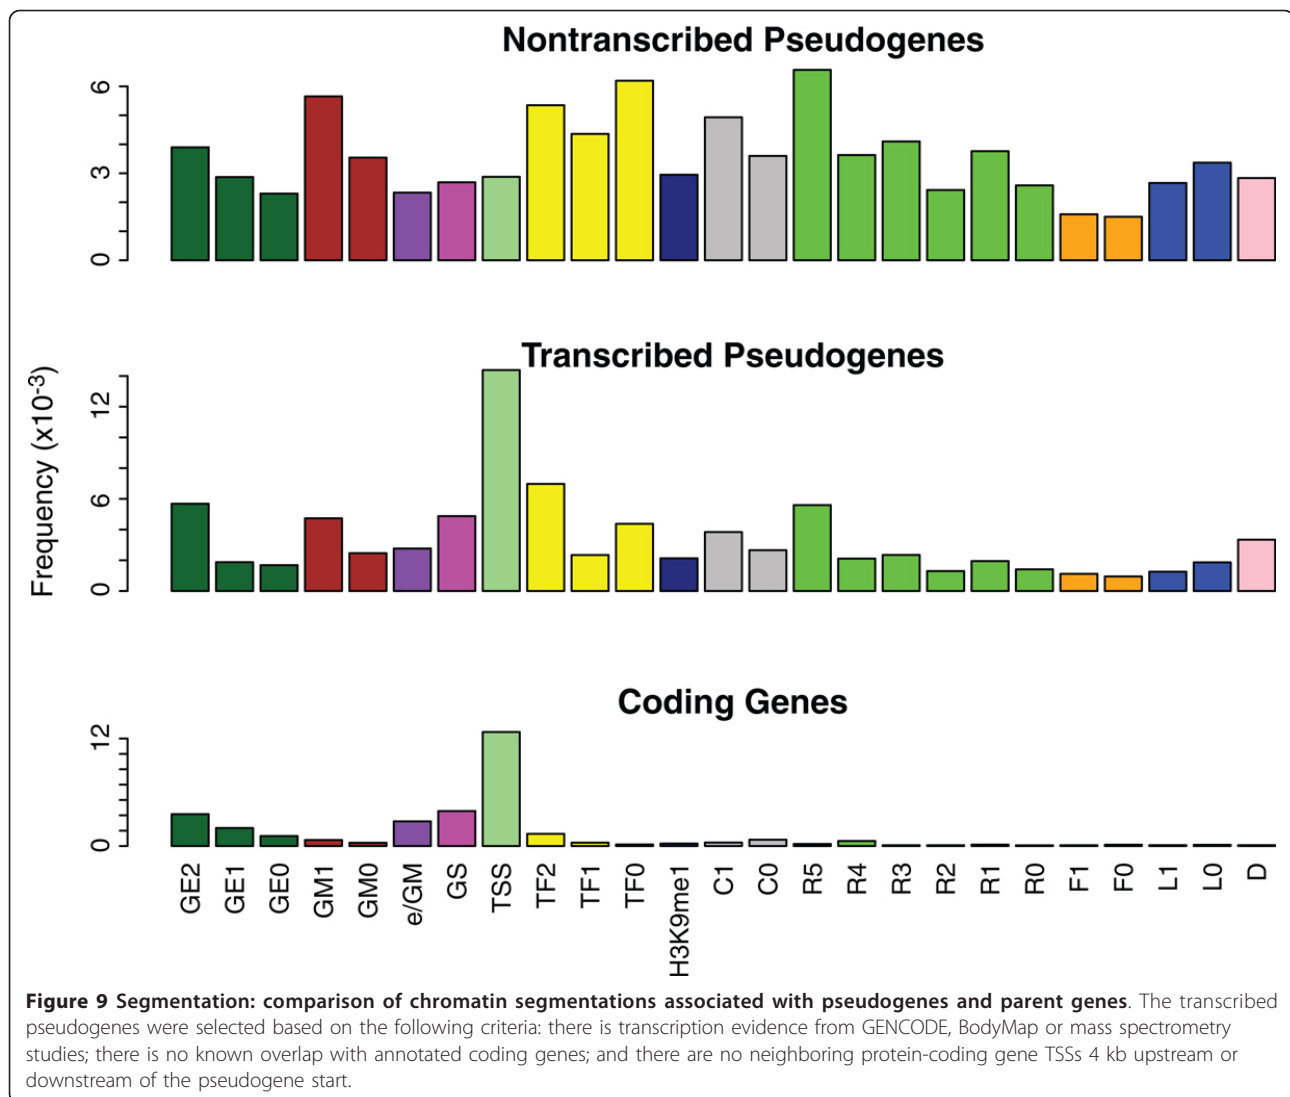 Nontranscribed Pseudogenes
6
3
0
Transcribed Pseudogenes
12
6
0
Frequency (x10-3)
Coding Genes
12
0
GE2 GE1 GE0 GM1 GM0 e/GM GS TSS TF2 TF1 TF0 H3K9me1 C1 C0 R5 R4 R3 R2 R1 R0 F1 F0 L1 L0 D
Figure 9 Segmentation: comparison of chromatin segmentations associated with pseudogenes and parent genes. The transcribed
pseudogenes were selected based on the following criteria: there is transcription evidence from GENCODE, BodyMap or mass spectrometry
studies; there is no known overlap with annotated coding genes; and there are no neighboring protein-coding gene TSSs 4 kb upstream or
downstream of the pseudogene start.